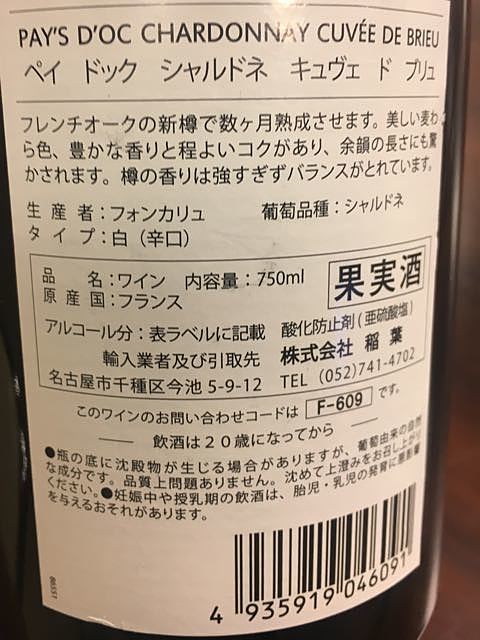 PAY'S D'OC CHARDONNAY CUVÉE DE BRIEU
ペイ ドック シャルドネ キュヴェ ド ブリュ
フレンチオークの新樽で数ヶ月熟成させます。美しい麦わ
ら色、豊かな香りと程よいコクがあり、余韻の長さにも驚
かされます。樽の香りは強すぎずバランスがとれています。
生産者：フォンカリュ 葡萄品種：シャルドネ
タイプ：白（辛口）
品名：ワイン 内容量：750ml 果実酒
原産国：フランス
アルコール分：表ラベルに記載 酸化防止剤(亜硫酸塩)
輸入業者及び引取先 株式会社 稲葉
名古屋市千種区今池 5-9-12 TEL (052)741-4702
このワインのお問い合わせコードは F-609 です。
飲酒は２０歳になってから
●瓶の底に沈殿物が生じる場合がありますが、葡萄由来の自然
な成分です。品質上問題ありません。沈めて上澄みをお召し上がり
ください。●妊娠中や授乳期の飲酒は、胎児・乳児の発育に悪影響
を与えるおそれがあります。
86551
4 935919 046091